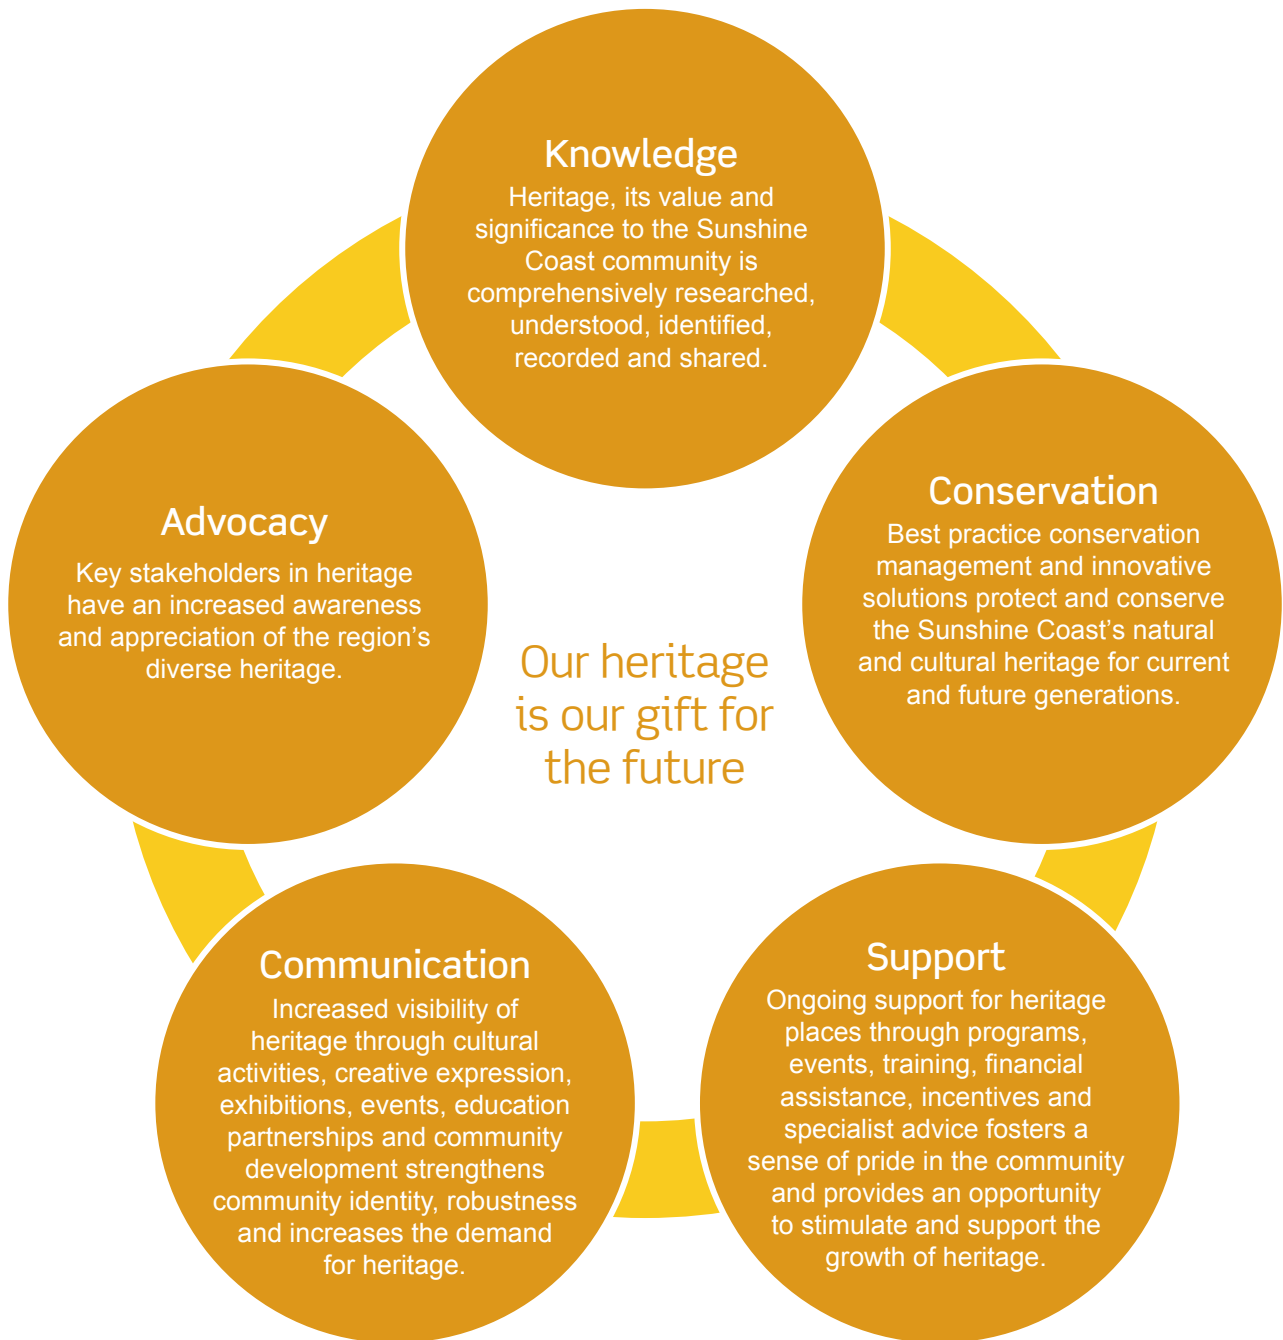 Knowledge
Heritage, its value and
significance to the Sunshine
Coast community is
comprehensively researched,
understood, identified,
recorded and shared.
Conservation
Best practice conservation
management and innovative
solutions protect and conserve
the Sunshine Coast’s natural
and cultural heritage for current
and future generations.
Support
Ongoing support for heritage
places through programs,
events, training, financial
assistance, incentives and
specialist advice fosters a
sense of pride in the community
and provides an opportunity
to stimulate and support the
growth of heritage.
Communication
Increased visibility of
heritage through cultural
activities, creative expression,
exhibitions, events, education
partnerships and community
development strengthens
community identity, robustness
and increases the demand
for heritage.
Advocacy
Key stakeholders in heritage
have an increased awareness
and appreciation of the region’s
diverse heritage.
Our heritage
is our gift for
the future